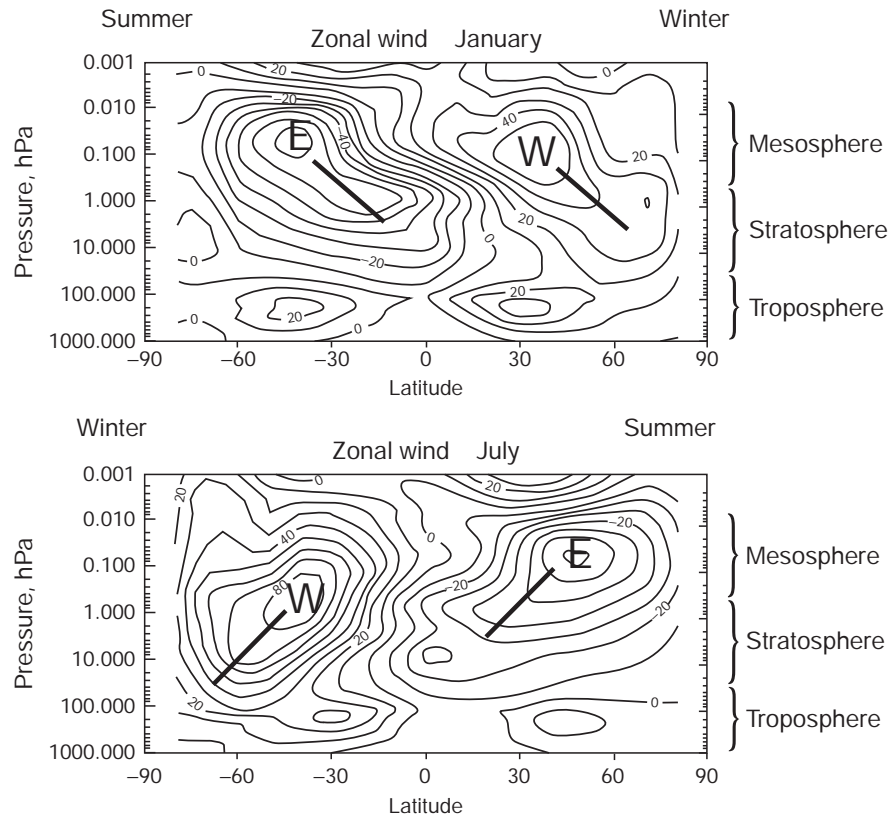 Summer Winter
Zonal wind January
0.001
0.010
0.100
1.000
10.000
100.000
1000.000
Pressure, hPa
0
20
0
−20
−40
40
20
E
W
20
0
−20
0
20
20
0
0
Mesosphere
Stratosphere
Troposphere
−90 −60 −30 0 30 60 90
Latitude
Winter Summer
Zonal wind July
0.001
0.010
0.100
1.000
10.000
100.000
1000.000
Pressure, hPa
20
0
20
−20
40
0
E
80
W
−20
−20
20
20
0
Mesosphere
Stratosphere
Troposphere
−90 −60 −30 0 30 60 90
Latitude